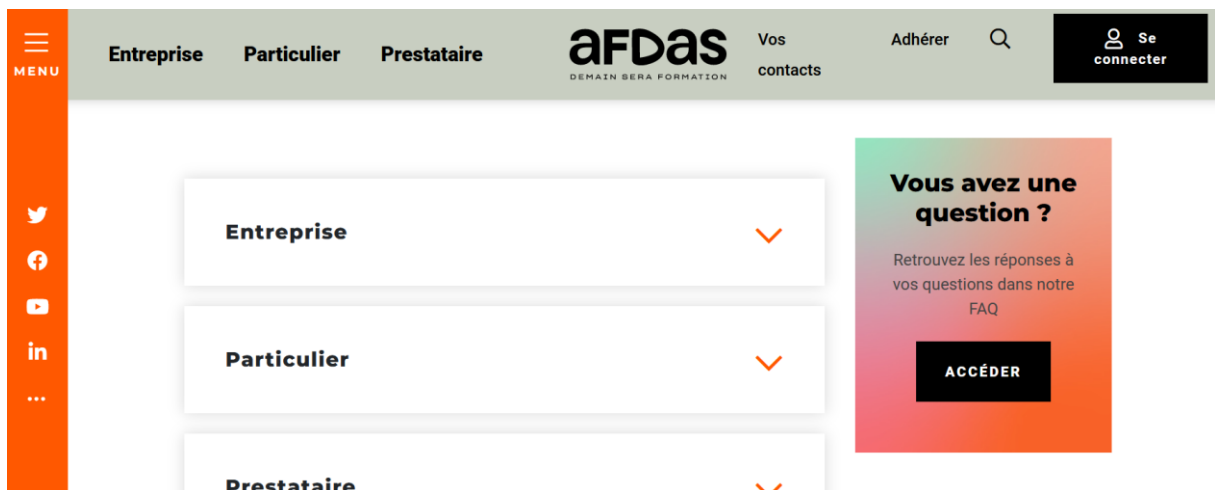 MENU
Entreprise Particulier Prestataire
aFDas
DEMAIN SERA FORMATION
Vos
contacts
Adhérer
Se
connecter
Entreprise
Particulier
Prestataire
Vous avez une
question ?
Retrouvez les réponses à
vos questions dans notre
FAQ
ACCÉDER
in